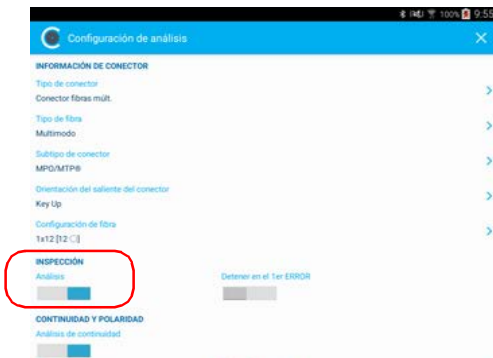 100% 9:55
Configuración de análisis
INFORMACIÓN DE CONECTOR
Tipo de conector
Conector fibras múlt.
Tipo de fibra
Multimodo
Subtipo de conector
MPO/MTP®
Orientación del saliente del conector
Key Up
Configuración de fibra
1x12 [12 ]
INSPECCIÓN
Análisis Detener en el 1er ERROR
CONTINUIDAD Y POLARIDAD
Análisis de continuidad